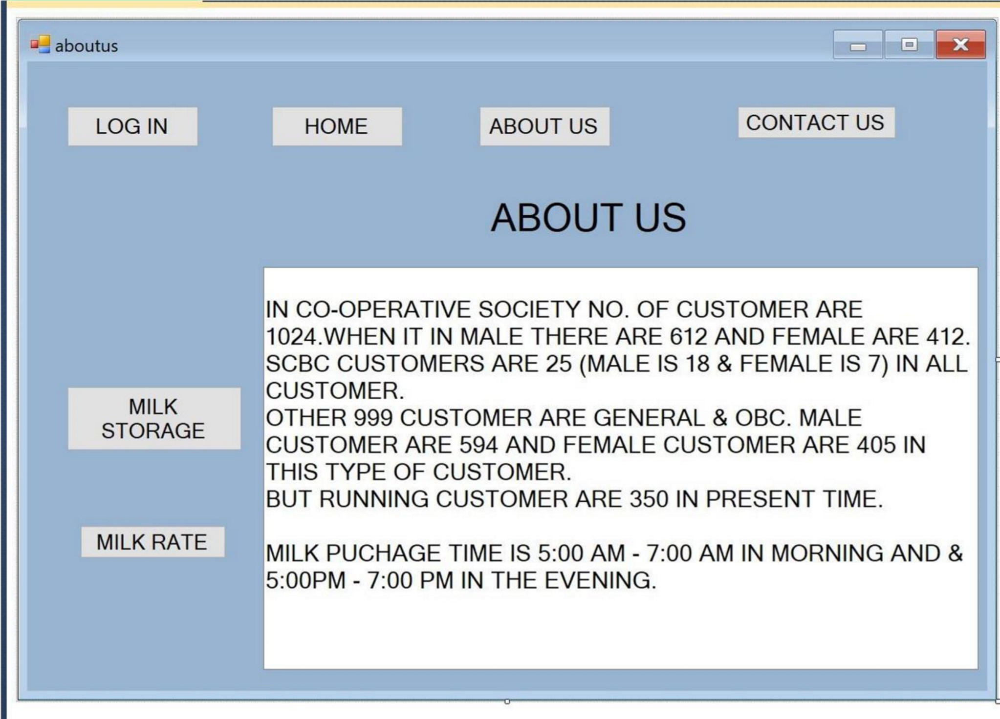 aboutus
LOG IN
HOME
ABOUT US
CONTACT US
ABOUT US
IN CO-OPERATIVE SOCIETY NO. OF CUSTOMER ARE
1024.WHEN IT IN MALE THERE ARE 612 AND FEMALE ARE 412.
SCBC CUSTOMERS ARE 25 (MALE IS 18 & FEMALE IS 7) IN ALL
CUSTOMER.
OTHER 999 CUSTOMER ARE GENERAL & OBC. MALE
CUSTOMER ARE 594 AND FEMALE CUSTOMER ARE 405 IN
THIS TYPE OF CUSTOMER.
BUT RUNNING CUSTOMER ARE 350 IN PRESENT TIME.
MILK PUCHAGE TIME IS 5:00 AM - 7:00 AM IN MORNING AND &
5:00PM - 7:00 PM IN THE EVENING.
MILK
STORAGE
MILK RATE